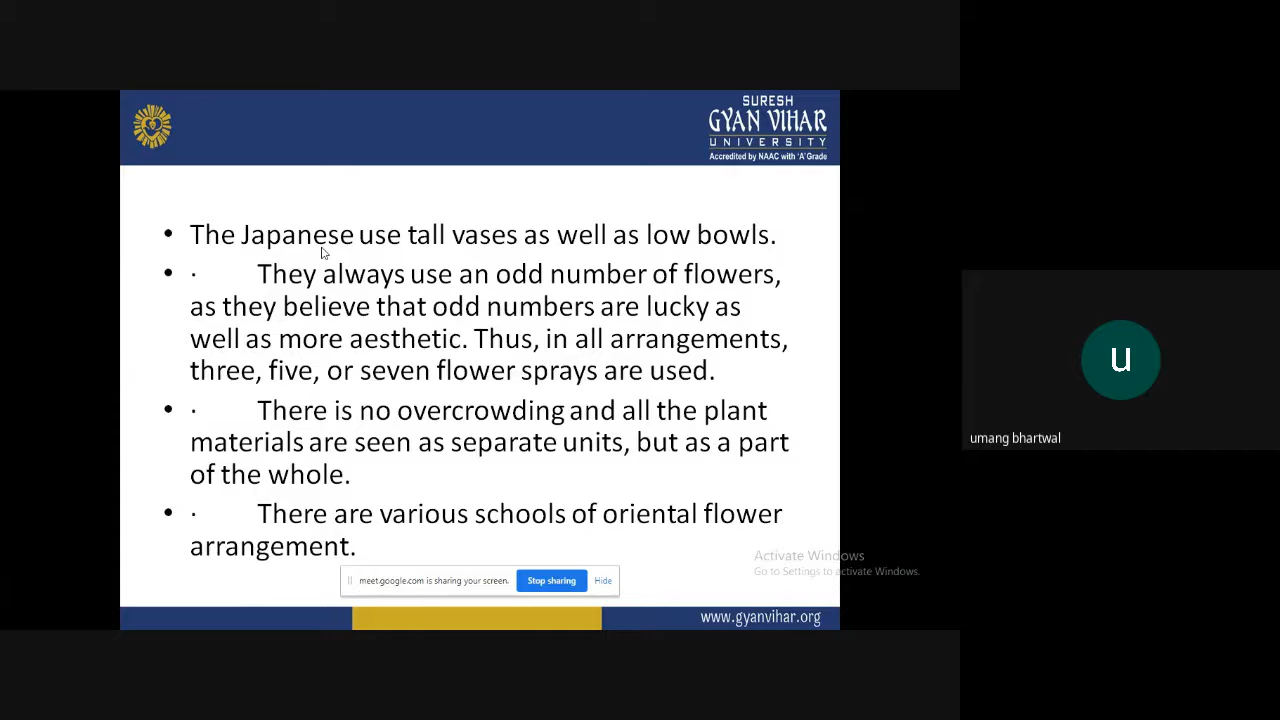 SURESH
GYAN VIHAR
UNIVERSITY
Accredited by NAAC with 'A' Grade
• The Japanese use tall vases as well as low bowls.
• · They always use an odd number of flowers,
as they believe that odd numbers are lucky as
well as more aesthetic. Thus, in all arrangements,
three, five, or seven flower sprays are used.
• · There is no overcrowding and all the plant
materials are seen as separate units, but as a part
of the whole.
• · There are various schools of oriental flower
arrangement.
Activate Windows
Go to Settings to activate Windows.
meet.google.com is sharing your screen. Stop sharing Hide
www.gyanvihar.org
u
umang bhartwal